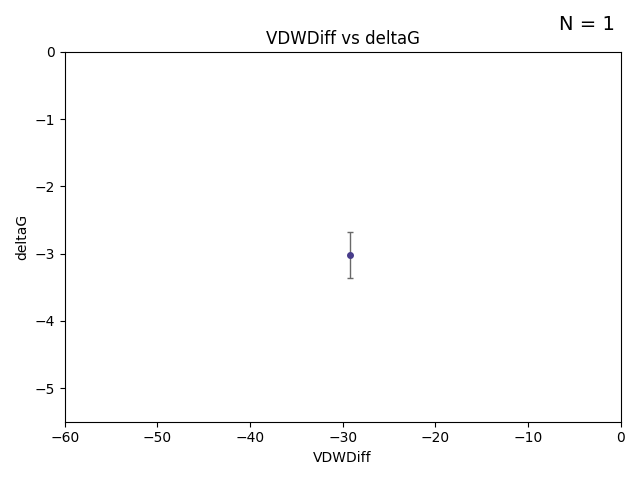 N = 1
VDWDiff vs deltaG
0
−1
−2
−3
−4
−5
deltaG
−60 −50 −40 −30 −20 −10 0
VDWDiff